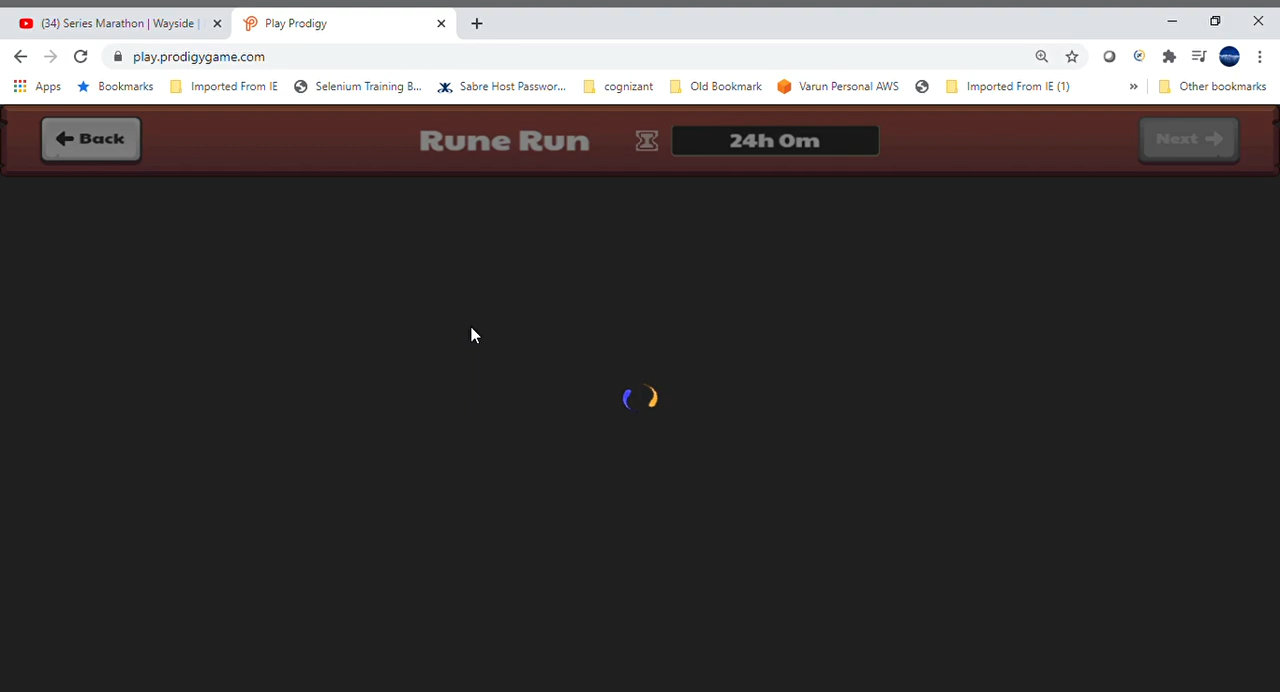 (34) Series Marathon | Wayside |
Play Prodigy
play.prodigygame.com
Apps
Bookmarks
Imported From IE
Selenium Training B...
Sabre Host Passwor...
cognizant
Old Bookmark
Varun Personal AWS
Imported From IE (1)
»
Other bookmarks
Back
Rune Run
24h 0m
Next